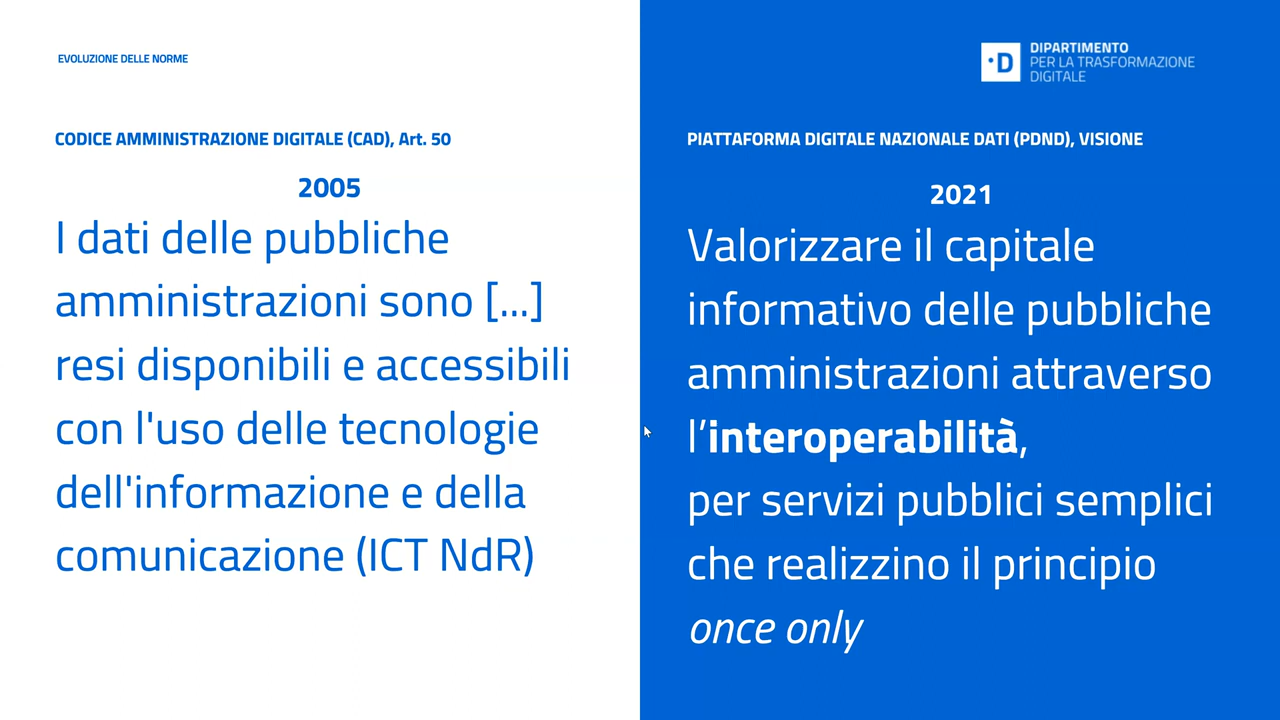 EVOLUZIONE DELLE NORME
CODICE AMMINISTRAZIONE DIGITALE (CAD), Art. 50
2005
I dati delle pubbliche
amministrazioni sono [...]
resi disponibili e accessibili
con l'uso delle tecnologie
dell'informazione e della
comunicazione (ICT NdR)
D
DIPARTIMENTO
PER LA TRASFORMAZIONE
DIGITALE
PIATTAFORMA DIGITALE NAZIONALE DATI (PDND), VISIONE
2021
Valorizzare il capitale
informativo delle pubbliche
amministrazioni attraverso
l’interoperabilità,
per servizi pubblici semplici
che realizzino il principio
once only